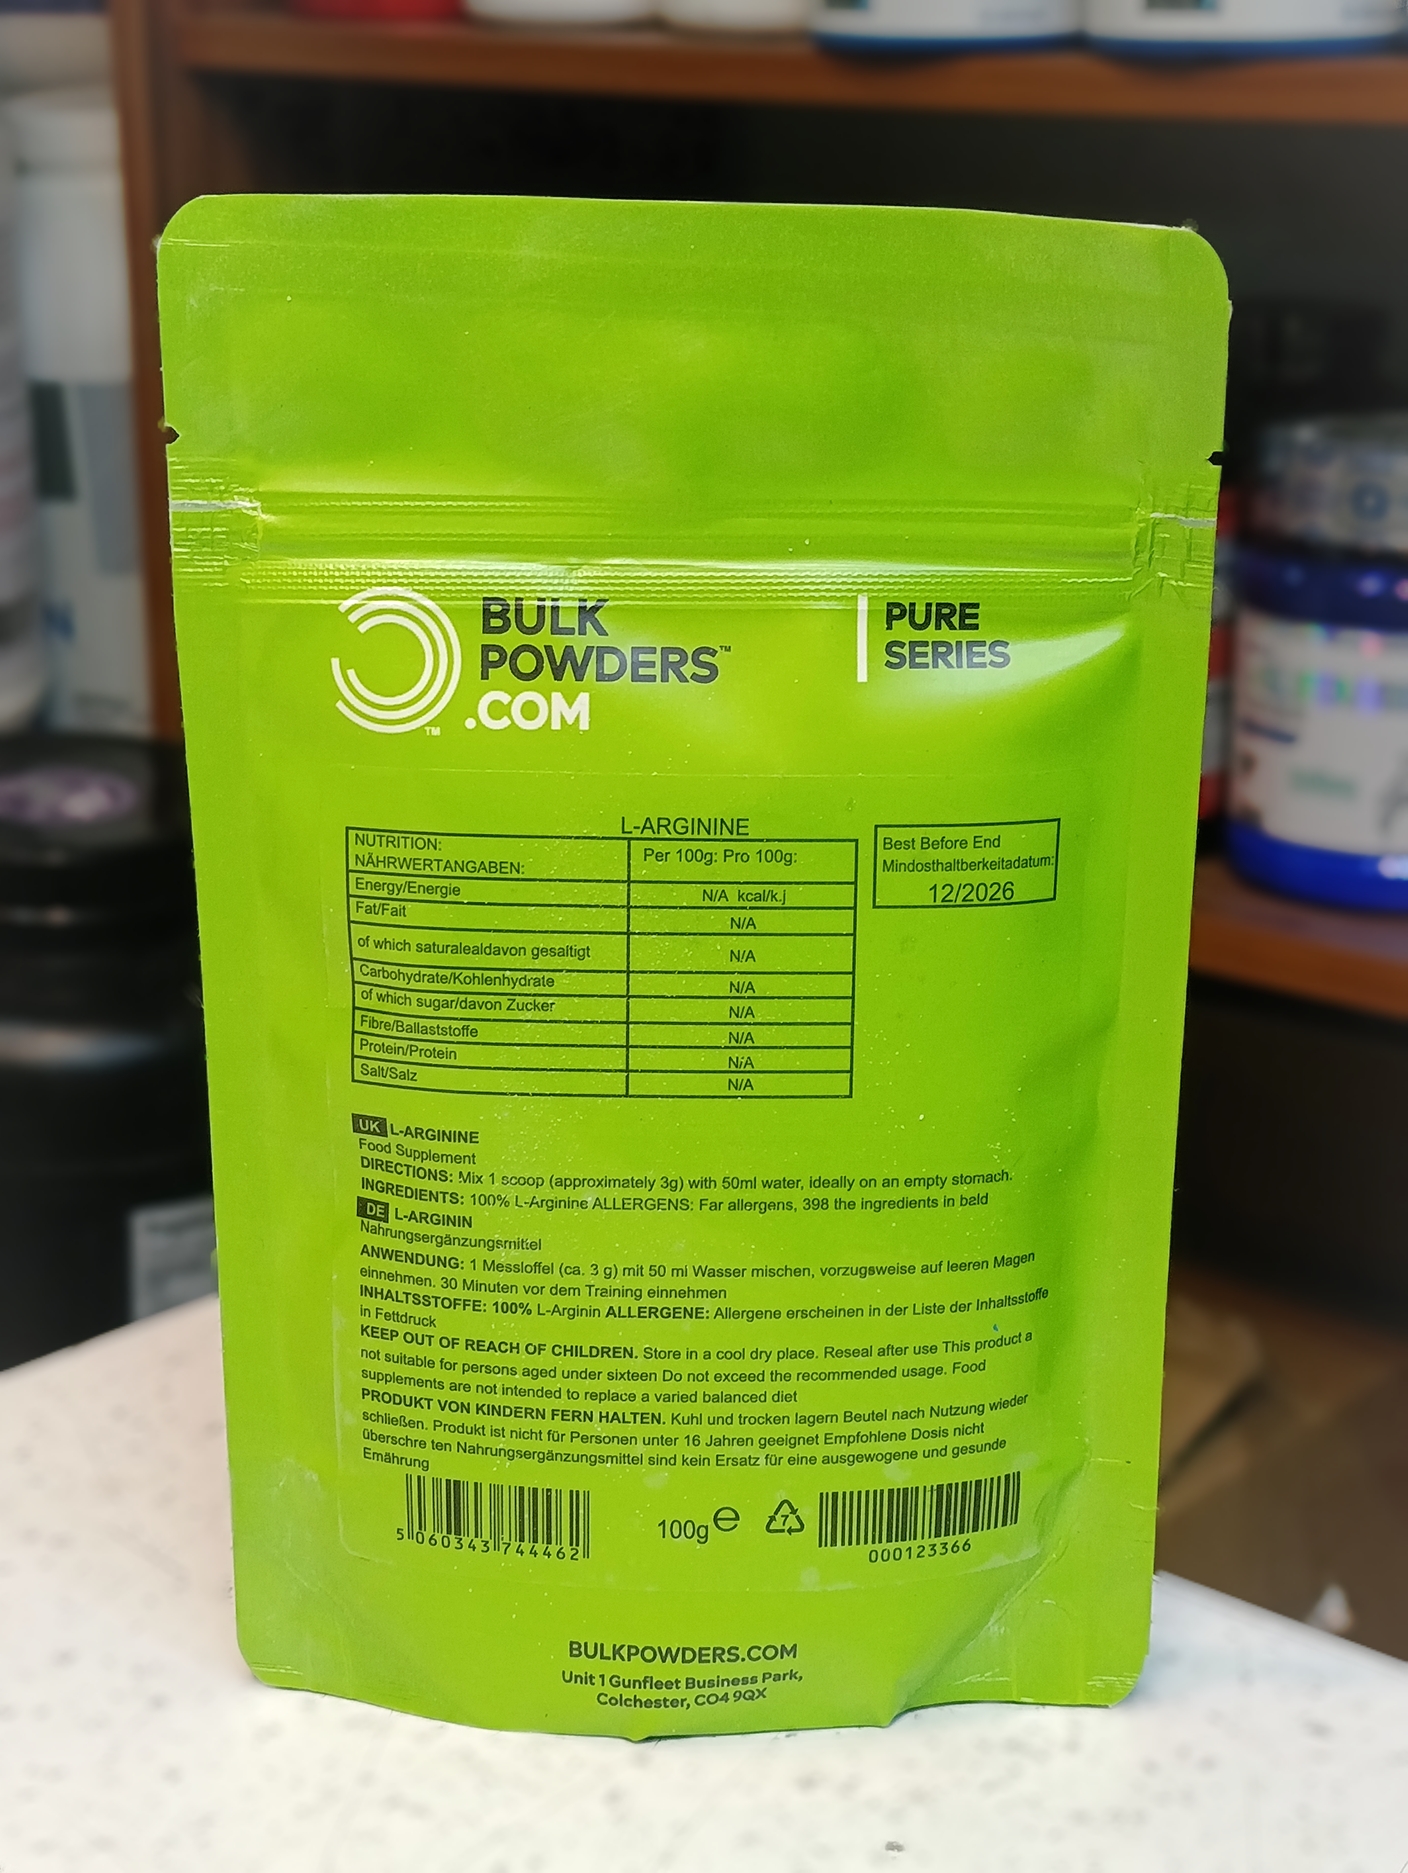 BULK
POWDERS™
.COM
TM
PURE
SERIES
L-ARGININE
NUTRITION:
NÄHRWERTANGABEN:
Per 100g: Pro 100g:
Energy/Energie
N/A kcal/k.j
Fat/Fait
N/A
of which saturalealdavon gesaltigt
N/A
Carbohydrate/Kohlenhydrate
N/A
of which sugar/davon Zucker
N/A
Fibre/Ballaststoffe
N/A
Protein/Protein
N/A
Salt/Salz
N/A
Best Before End
Mindosthaltberkeitadatum:
12/2026
UK L-ARGININE
Food Supplement
DIRECTIONS: Mix 1 scoop (approximately 3g) with 50ml water, ideally on an empty stomach.
INGREDIENTS: 100% L-Arginine ALLERGENS: Far allergens, 398 the ingredients in bald
DE L-ARGININ
Nahrungsergänzungsmittel
ANWENDUNG: 1 Messloffel (ca. 3 g) mit 50 ml Wasser mischen, vorzugsweise auf leeren Magen
einnehmen. 30 Minuten vor dem Training einnehmen
INHALTSSTOFFE: 100% L-Arginin ALLERGENE: Allergene erscheinen in der Liste der Inhaltsstoffe
in Fettdruck
KEEP OUT OF REACH OF CHILDREN. Store in a cool dry place. Reseal after use This product a
not suitable for persons aged under sixteen Do not exceed the recommended usage. Food
supplements are not intended to replace a varied balanced diet
PRODUKT VON KINDERN FERN HALTEN. Kuhl und trocken lagern Beutel nach Nutzung wieder
schließen. Produkt ist nicht für Personen unter 16 Jahren geeignet Empfohlene Dosis nicht
überschre ten Nahrungsergänzungsmittel sind kein Ersatz für eine ausgewogene und gesunde
Ernährung
5 060343 744462
100g e
7
000123366
BULKPOWDERS.COM
Unit 1 Gunfleet Business Park,
Colchester, CO4 9QX